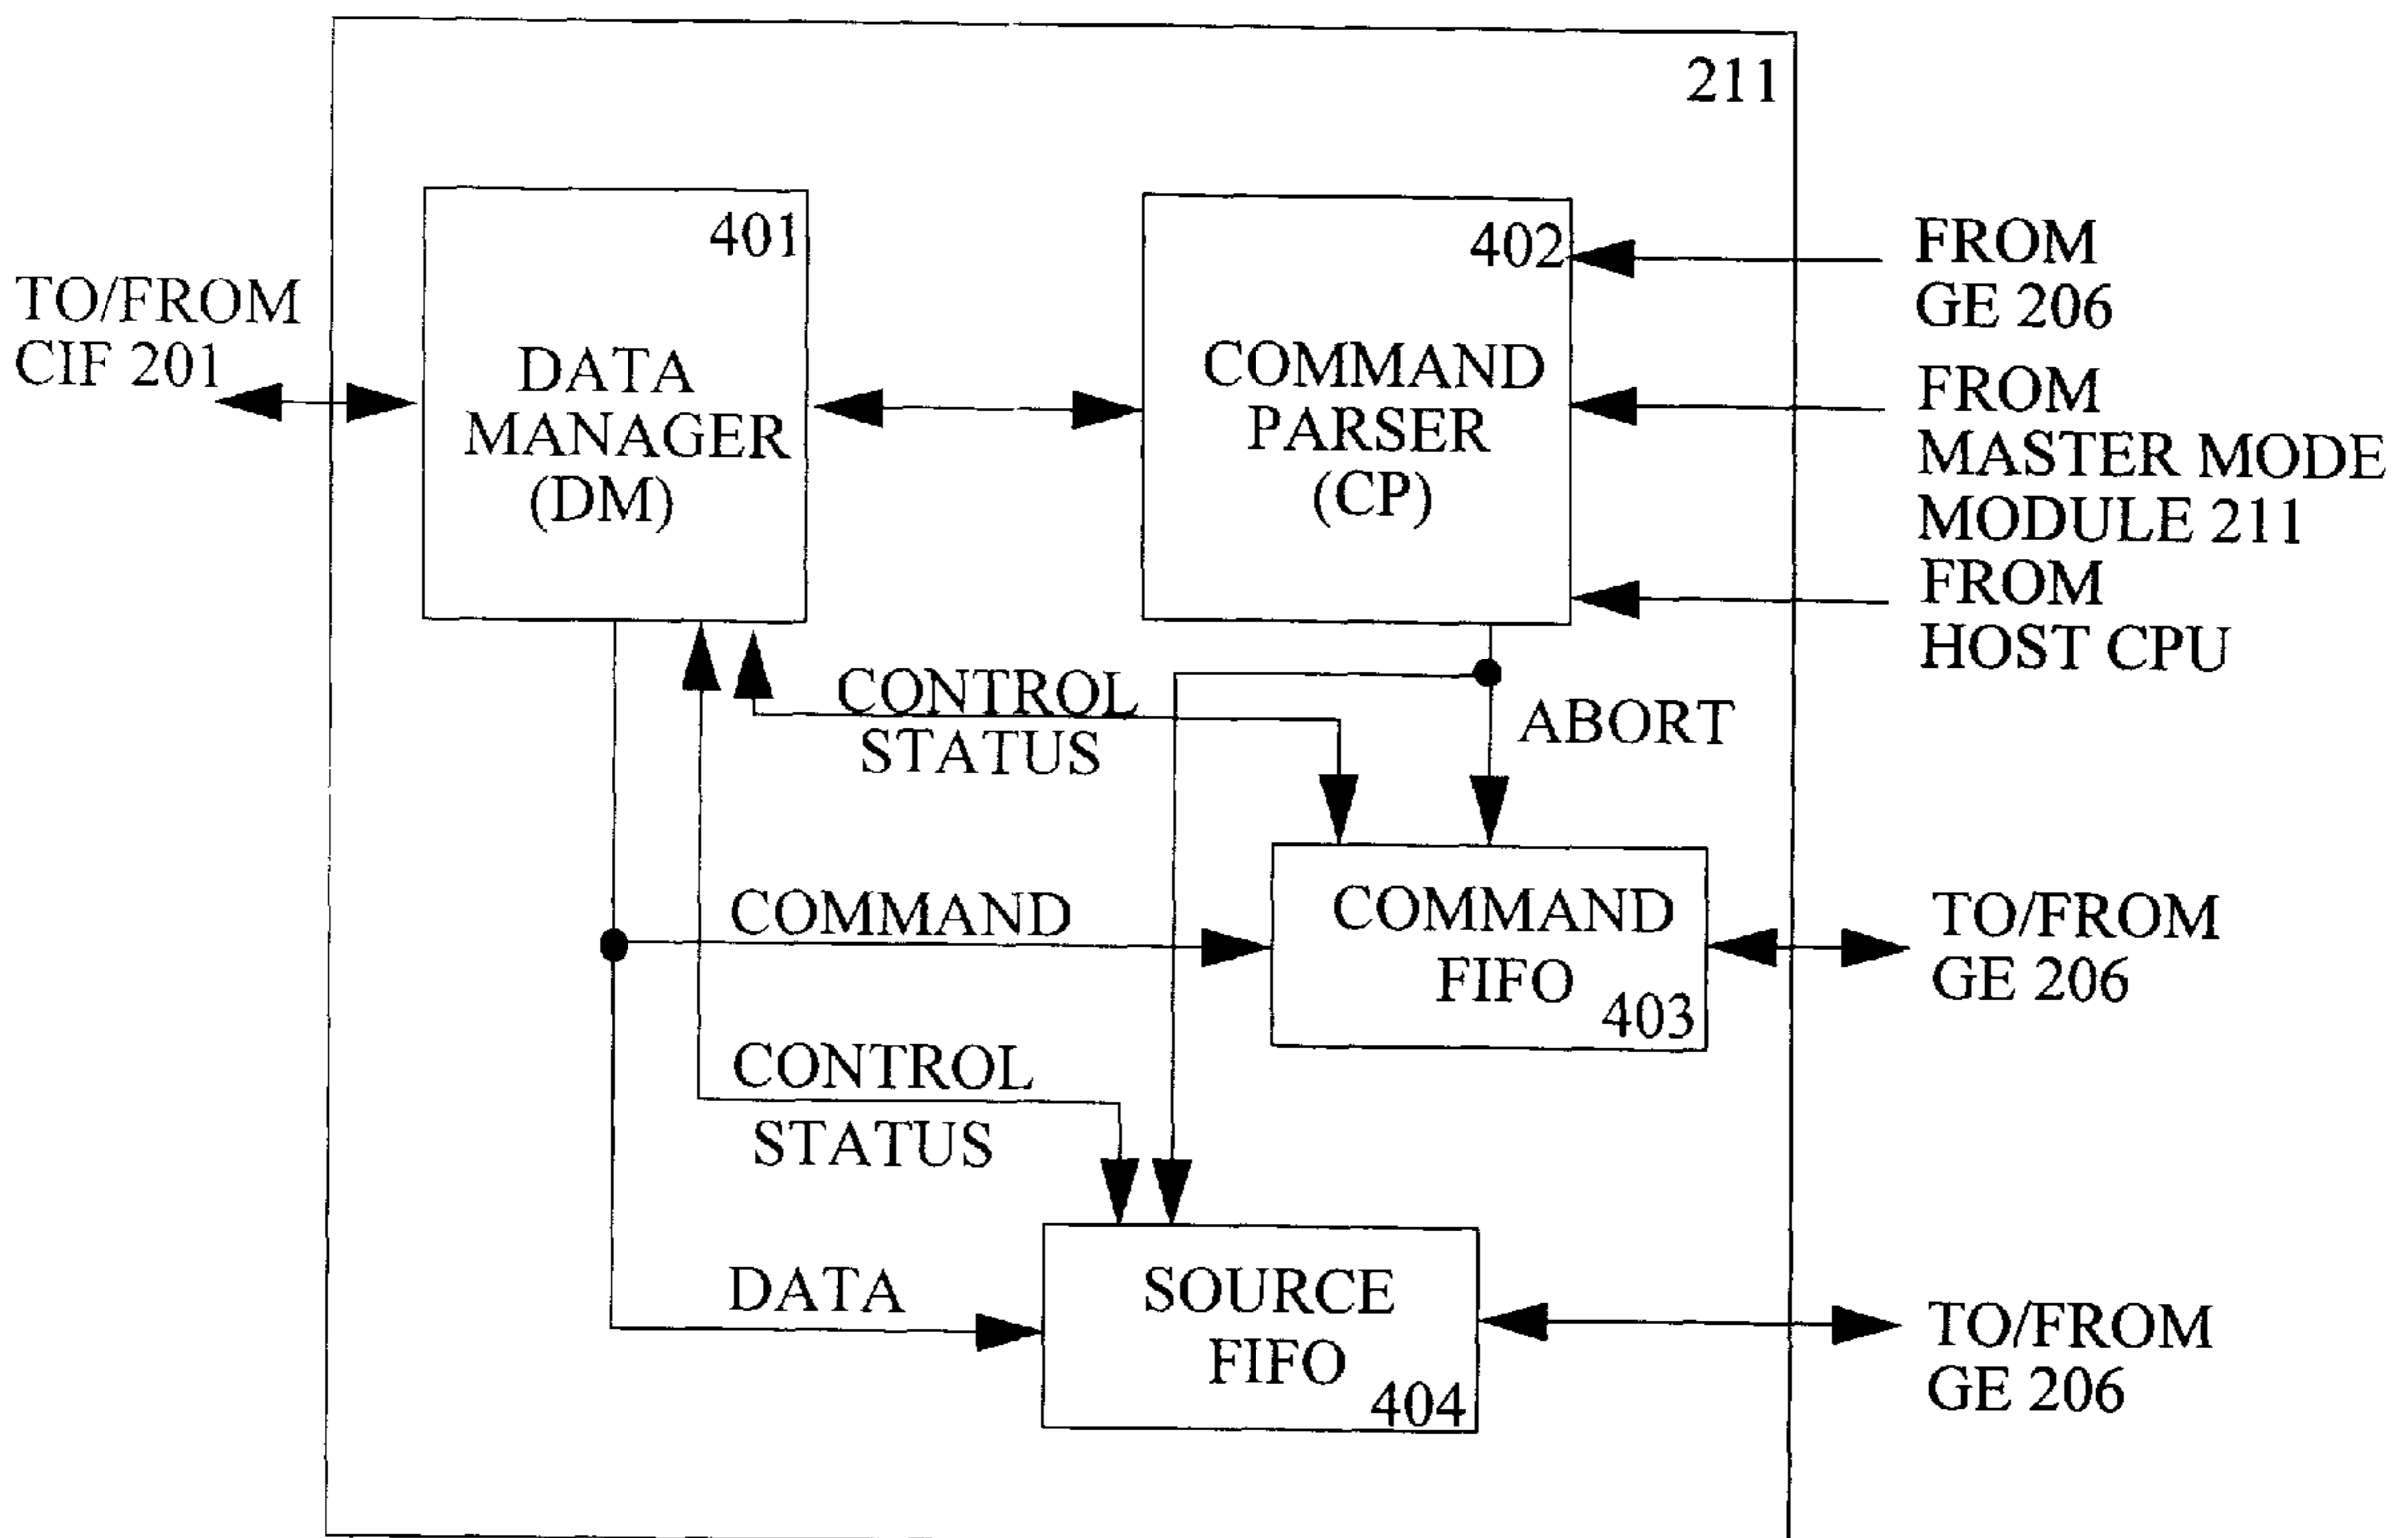 211
401
DATA
MANAGER
(DM)
TO/FROM
CIF 201
402
COMMAND
PARSER
(CP)
FROM
GE 206
FROM
MASTER MODE
MODULE 211
FROM
HOST CPU
CONTROL
STATUS
ABORT
COMMAND
COMMAND
FIFO
403
TO/FROM
GE 206
CONTROL
STATUS
DATA
SOURCE
FIFO
404
TO/FROM
GE 206